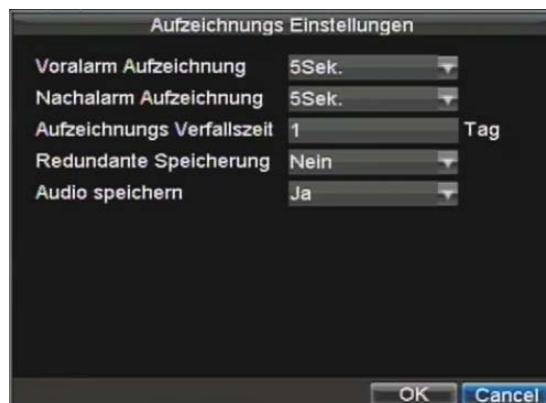 Aufzeichnungs Einstellungen
Voralarm Aufzeichnung 5Sek.
Nachalarm Aufzeichnung 5Sek.
Aufzeichnungs Verfallszeit 1 Tag
Redundante Speicherung Nein
Audio speichern Ja
OK Cancel